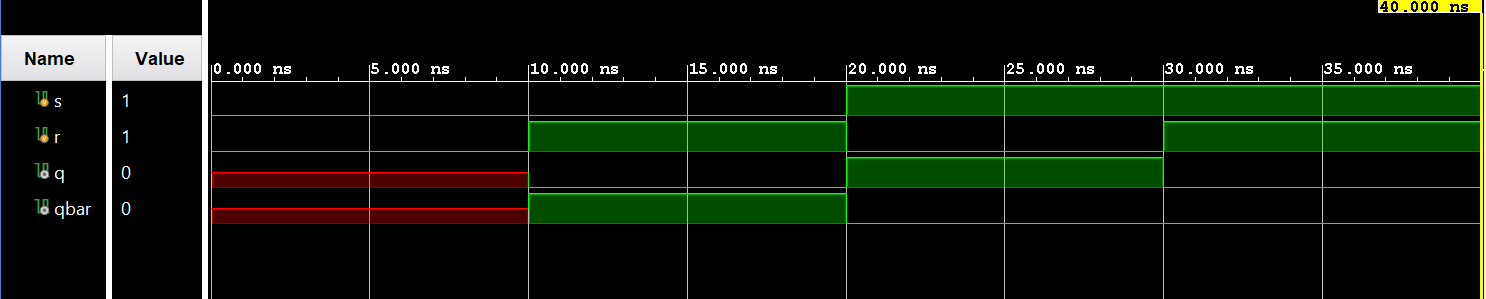 40.000 ns
Name Value
0.000 ns 5.000 ns 10.000 ns 15.000 ns 20.000 ns 25.000 ns 30.000 ns 35.000 ns
s 1
r 1
q 0
qbar 0